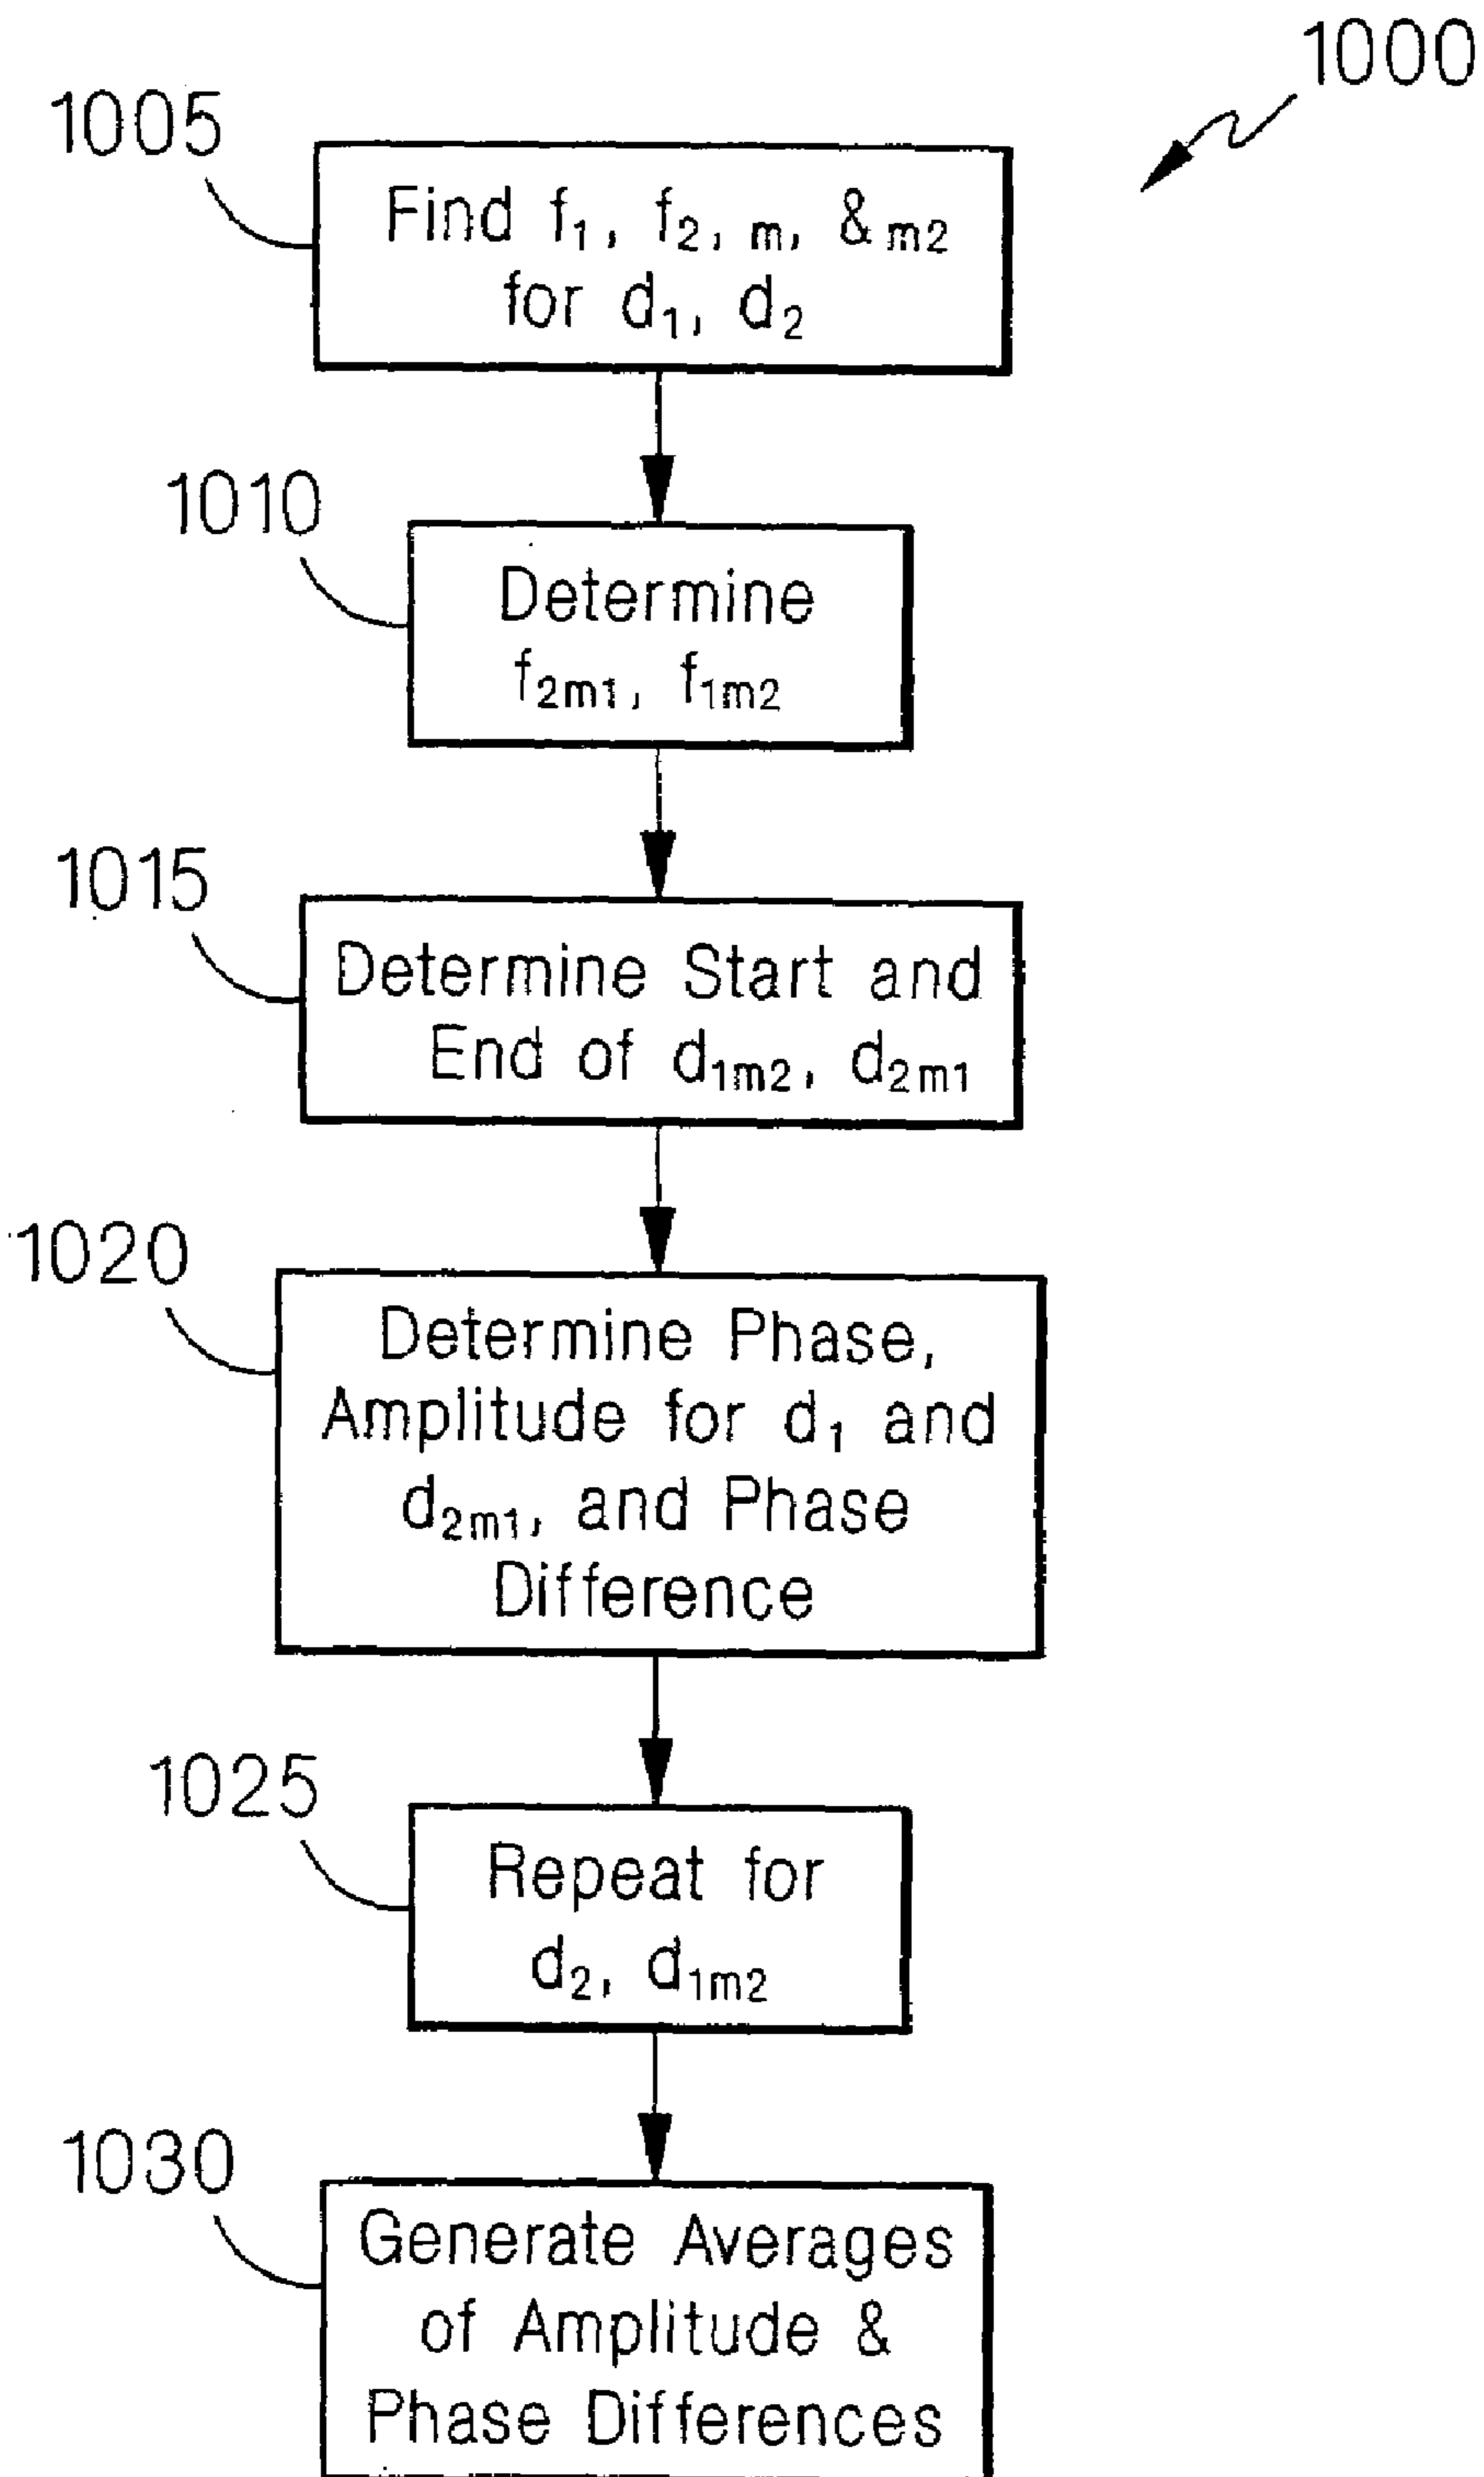 1000
1005
Find f₁, f₂, m, & m2
for d₁, d₂
1010
Determine
f₂ₘ₁, f₁ₘ₂
1015
Determine Start and
End of d₁ₘ₂, d₂ₘ₁
1020
Determine Phase,
Amplitude for d₁ and
d₂ₘ₁, and Phase
Difference
1025
Repeat for
d₂, d₁ₘ₂
1030
Generate Averages
of Amplitude &
Phase Differences